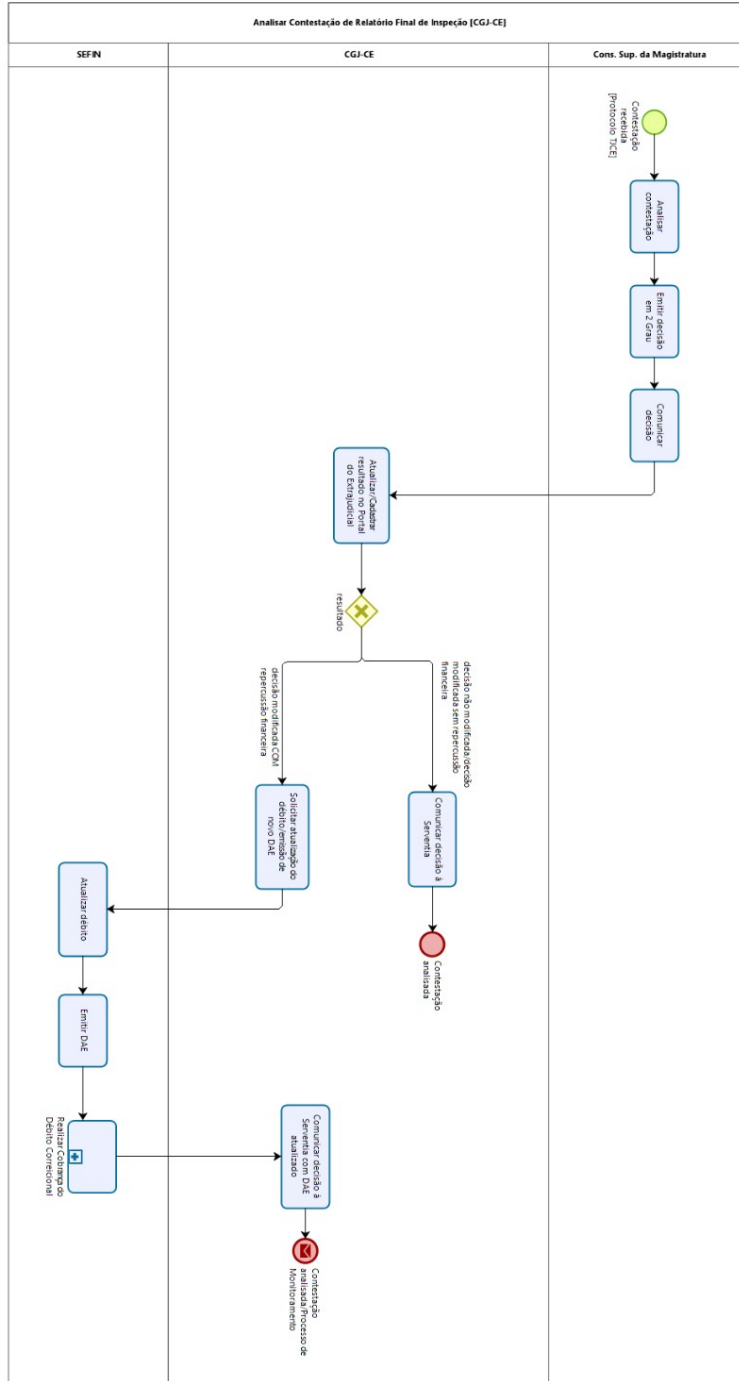 Analisar Contestação de Relatório Final de Inspeção [CGJ-CE]
SEFIN
CGJ-CE
Cons. Sup. da Magistratura
Contestação
recebida
[Protocolo TJCE]
Analisar
contestação
Emitir decisão
em 2 Grau
Comunicar
decisão
Atualizar/Cadastrar
resultado no Portal
do Extrajudicial
resultado
decisão não modificada/decisão
modificada sem repercussão
financeira
Comunicar decisão à
Serventia
Contestação
analisada
decisão modificada COM
repercussão financeira
Solicitar atualização do
débito/emissão de
novo DAE
Atualizar débito
Emitir DAE
Realizar Cobrança do
Débito Correicional
Comunicar decisão à
Serventia com DAE
atualizado
Contestação
analisada/Processo de
Monitoramento